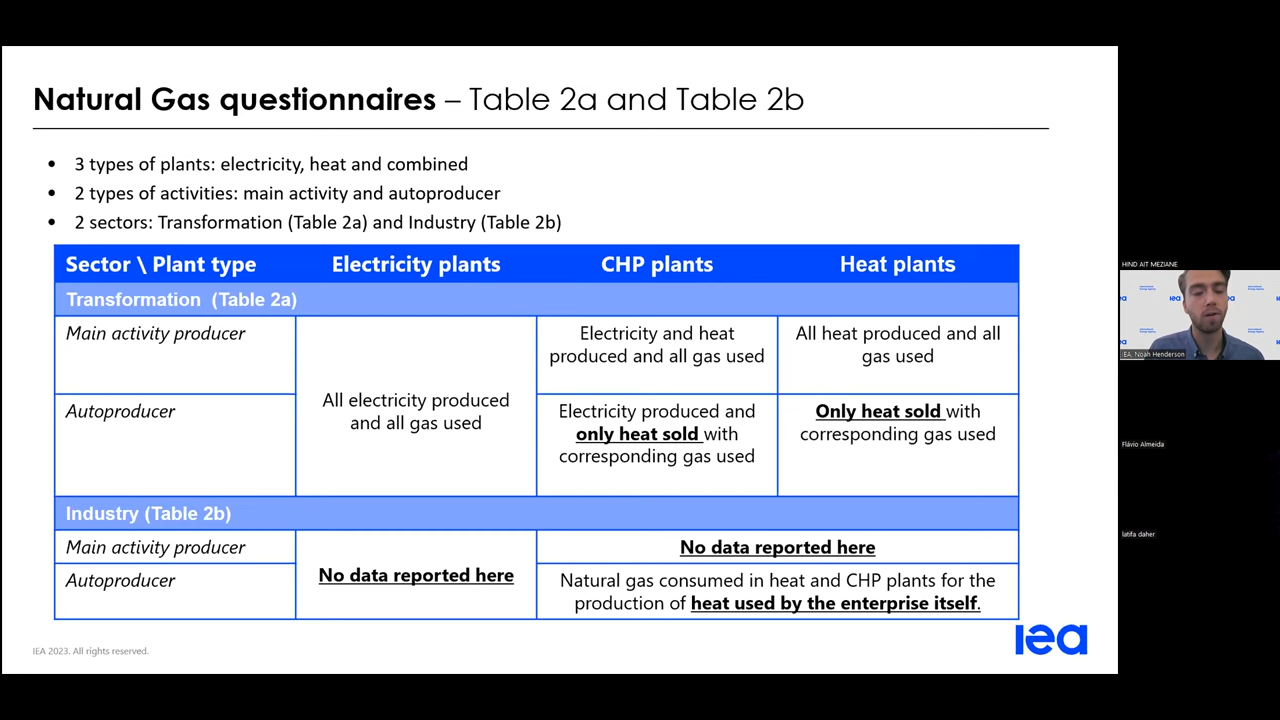 Natural Gas questionnaires – Table 2a and Table 2b
• 3 types of plants: electricity, heat and combined
• 2 types of activities: main activity and autoproducer
• 2 sectors: Transformation (Table 2a) and Industry (Table 2b)
Sector \ Plant type
Electricity plants
CHP plants
Heat plants
Transformation (Table 2a)
Main activity producer
All electricity produced
and all gas used
Electricity and heat
produced and all gas used
All heat produced and all
gas used
Autoproducer
Electricity produced and
only heat sold with
corresponding gas used
Only heat sold with
corresponding gas used
Industry (Table 2b)
Main activity producer
No data reported here
No data reported here
Autoproducer
Natural gas consumed in heat and CHP plants for the
production of heat used by the enterprise itself.
IEA 2023. All rights reserved.
iea
HIND AIT MEZIANE
iea
IEA, Noah Henderson
Flávio Almeida
latifa daher